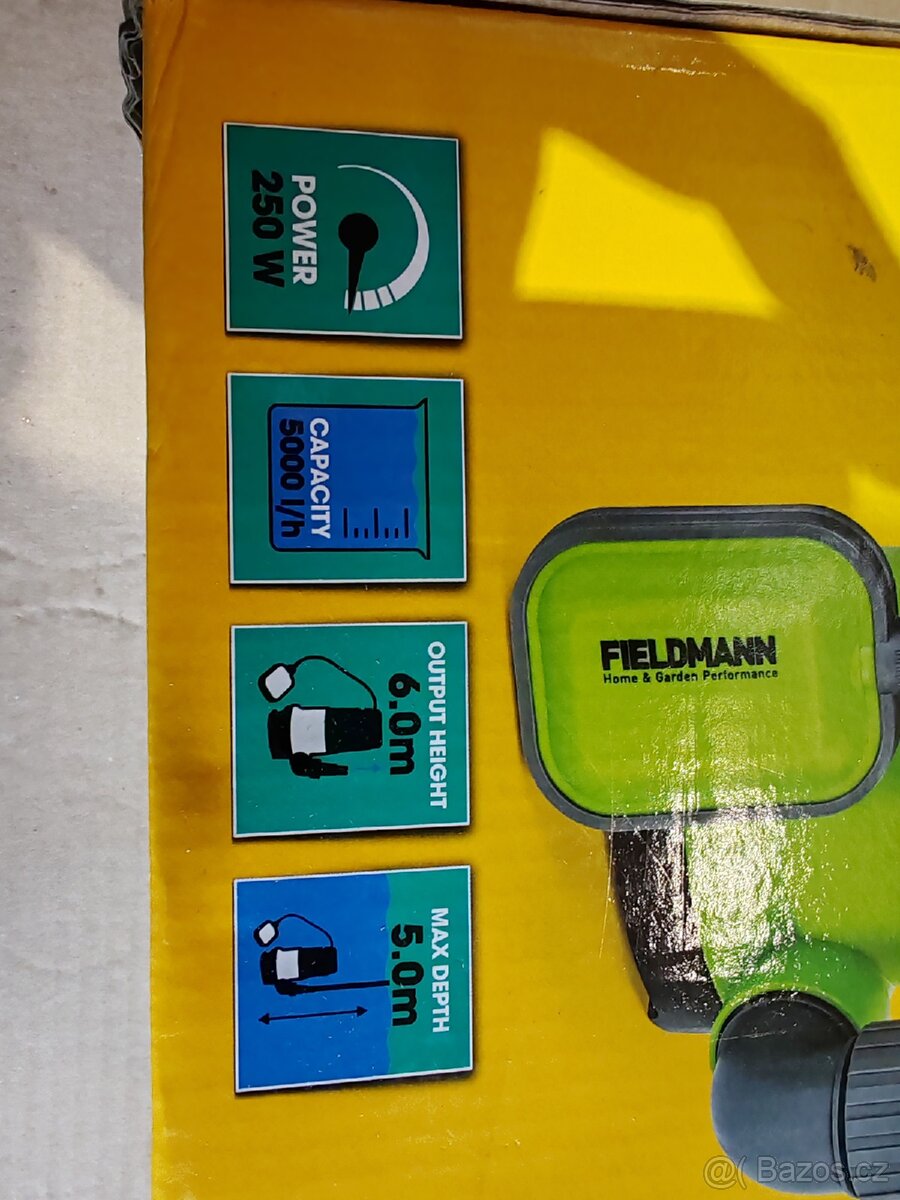 POWER
250 W
CAPACITY
5000 l/h
OUTPUT HEIGHT
6.0m
MAX DEPTH
5.0m
FIELDMANN
Home & Garden Performance
@( Bazos.cz